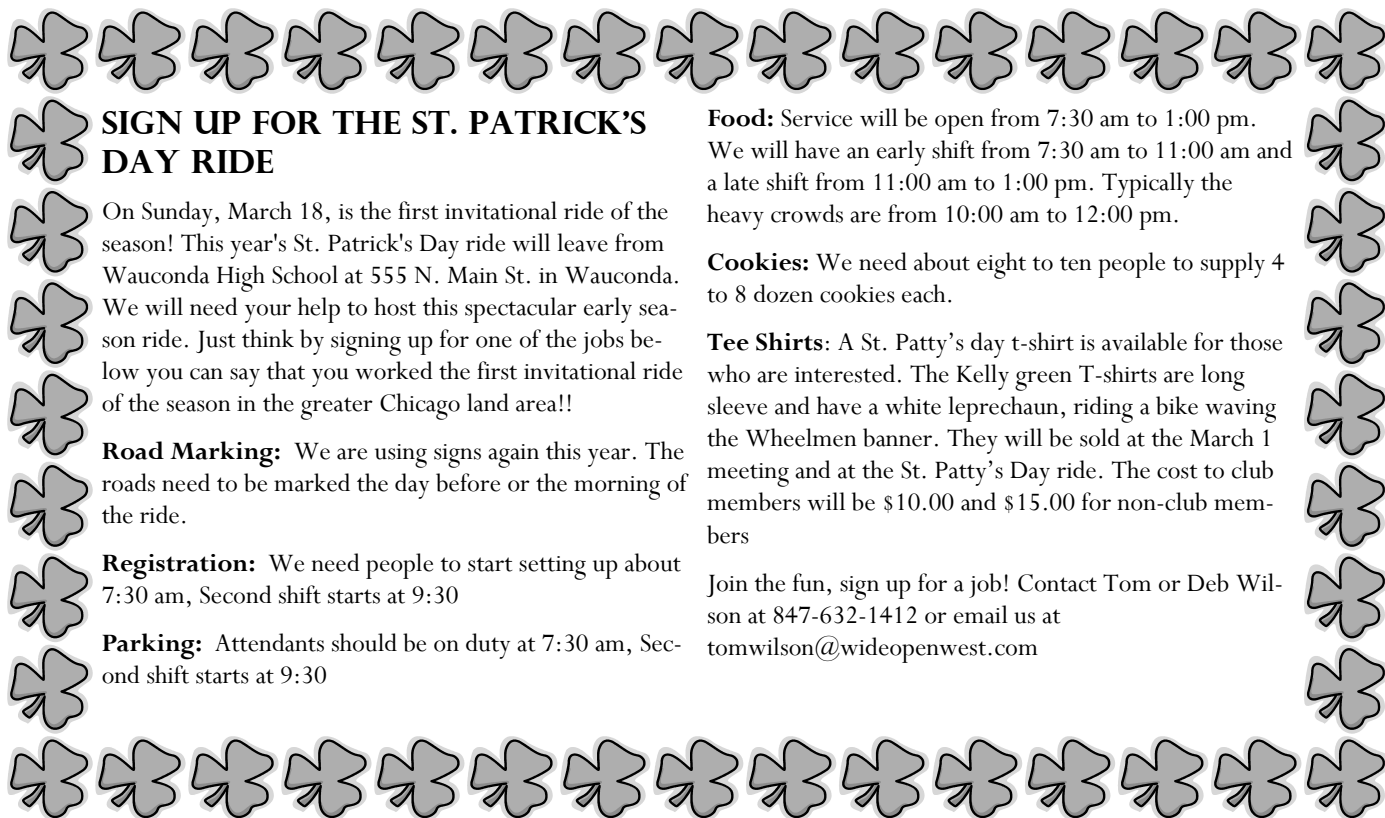 SIGN UP FOR THE ST. PATRICK'S
DAY RIDE
On Sunday, March 18, is the first invitational ride of the
season! This year's St. Patrick's Day ride will leave from
Wauconda High School at 555 N. Main St. in Wauconda.
We will need your help to host this spectacular early sea-
son ride. Just think by signing up for one of the jobs be-
low you can say that you worked the first invitational ride
of the season in the greater Chicago land area!!
Road Marking:  We are using signs again this year. The
roads need to be marked the day before or the morning of
the ride.
Registration:  We need people to start setting up about
7:30 am, Second shift starts at 9:30
Parking:  Attendants should be on duty at 7:30 am, Sec-
ond shift starts at 9:30
Food: Service will be open from 7:30 am to 1:00 pm.
We will have an early shift from 7:30 am to 11:00 am and
a late shift from 11:00 am to 1:00 pm. Typically the
heavy crowds are from 10:00 am to 12:00 pm.
Cookies: We need about eight to ten people to supply 4
to 8 dozen cookies each.
Tee Shirts: A St. Patty’s day t-shirt is available for those
who are interested. The Kelly green T-shirts are long
sleeve and have a white leprechaun, riding a bike waving
the Wheelmen banner. They will be sold at the March 1
meeting and at the St. Patty’s Day ride. The cost to club
members will be $10.00 and $15.00 for non-club mem-
bers
Join the fun, sign up for a job! Contact Tom or Deb Wil-
son at 847-632-1412 or email us at
tomwilson@wideopenwest.com